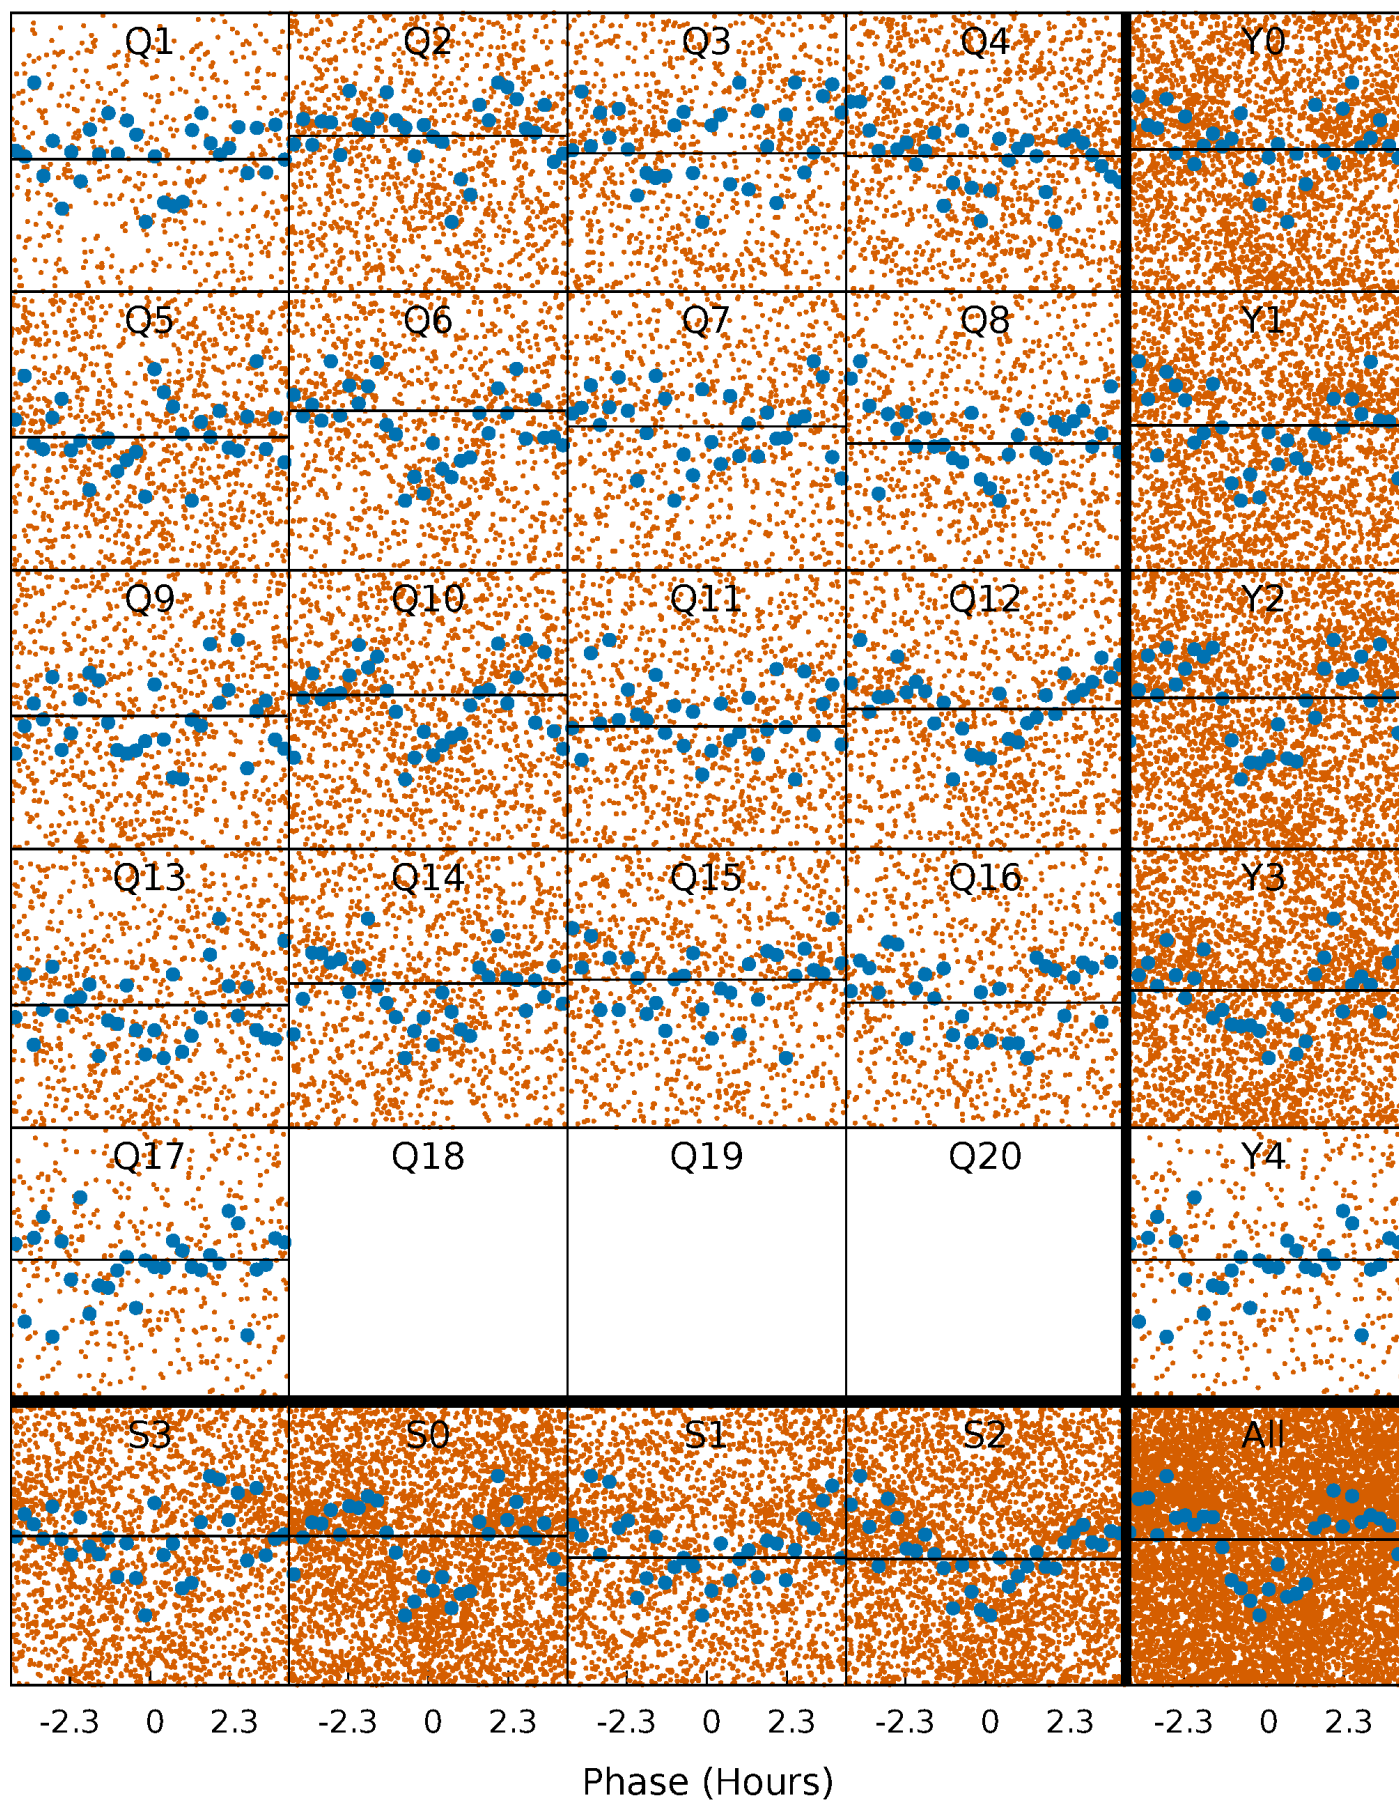 Q1 Q2 Q3 Q4 Y0
Q5 Q6 Q7 Q8 Y1
Q9 Q10 Q11 Q12 Y2
Q13 Q14 Q15 Q16 Y3
Q17 Q18 Q19 Q20 Y4
S3 S0 S1 S2 All
-2.3 0 2.3 -2.3 0 2.3 -2.3 0 2.3 -2.3 0 2.3 -2.3 0 2.3
Phase (Hours)